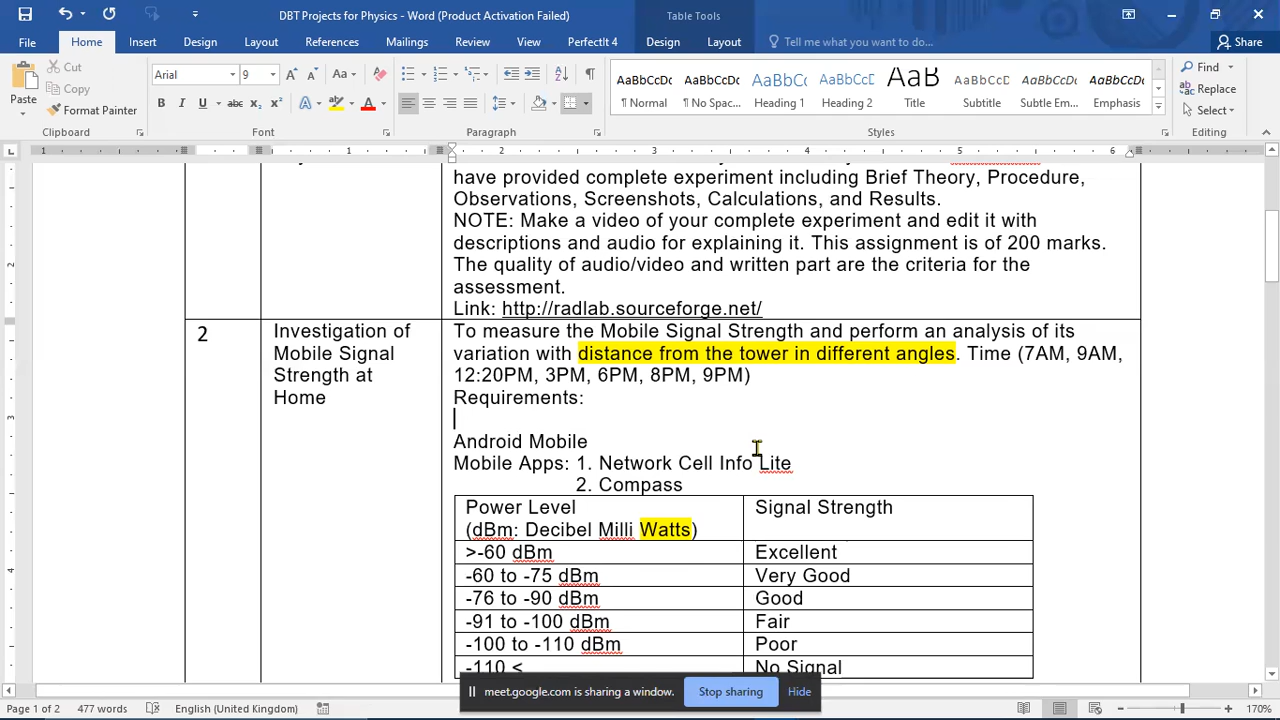 DBT Projects for Physics - Word (Product Activation Failed)
Table Tools
File Home Insert Design Layout References Mailings Review View PerfectIt 4 Design Layout Tell me what you want to do... Share
Cut
Copy
Format Painter
Paste
Arial 9
AaBbCcDc AaBbCcDc AaBbCc AaBbCcC AaB AaBbCcD AaBbCcDc AaBbCcDc
¶ Normal ¶ No Spac... Heading Heading 2 Title Subtitle Subtle Em... Emphasis
Find
Replace
Select
Clipboard Font Paragraph Styles Editing
have provided complete experiment including Brief Theory, Procedure,
Observations, Screenshots, Calculations, and Results.
NOTE: Make a video of your complete experiment and edit it with
descriptions and audio for explaining it. This assignment is of 200 marks.
The quality of audio/video and written part are the criteria for the
assessment.
Link: http://radlab.sourceforge.net/
2
Investigation of
Mobile Signal
Strength at
Home
To measure the Mobile Signal Strength and perform an analysis of its
variation with distance from the tower in different angles. Time (7AM, 9AM,
12:20PM, 3PM, 6PM, 8PM, 9PM)
Requirements:
Android Mobile
Mobile Apps: 1. Network Cell Info Lite
2. Compass
Power Level
(dBm: Decibel Milli Watts)
Signal Strength
>-60 dBm Excellent
-60 to -75 dBm Very Good
-76 to -90 dBm Good
-91 to -100 dBm Fair
-100 to -110 dBm Poor
-110 < No Signal
meet.google.com is sharing a window. Stop sharing Hide
Page 1 of 2 477 words English (United Kingdom) 170%